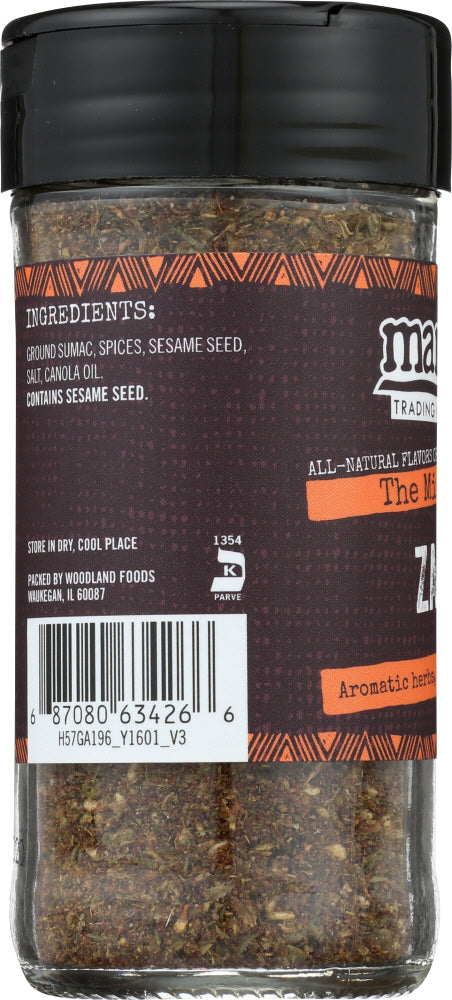 INGREDIENTS:
GROUND SUMAC, SPICES, SESAME SEED,
SALT, CANOLA OIL.
CONTAINS SESAME SEED.
STORE IN DRY, COOL PLACE
PACKED BY WOODLAND FOODS
WAUKEGAN, IL 60087
1354
K
PARVE
6 87080 63426 6
H57GA196_Y1601_V3
TRADING
ALL-NATURAL FLAVORS
The
Aromatic herbs